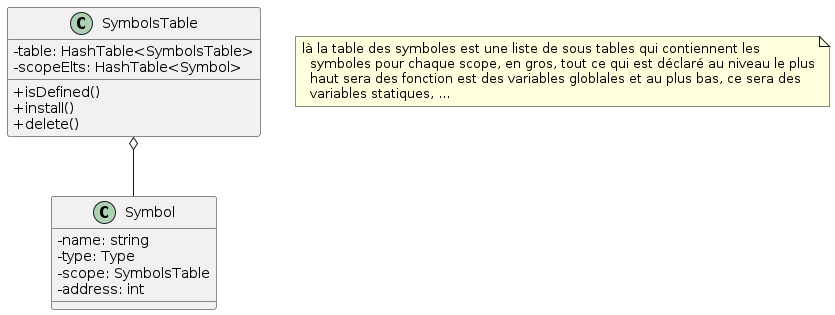 C SymbolsTable
-table: HashTable<SymbolsTable>
-scopeElts: HashTable<Symbol>
+isDefined()
+install()
+delete()
là la table des symboles est une liste de sous tables qui contiennent les
symboles pour chaque scope, en gros, tout ce qui est déclaré au niveau le plus
haut sera des fonction est des variables globlales et au plus bas, ce sera des
variables statiques, ...
C Symbol
-name: string
-type: Type
-scope: SymbolsTable
-address: int